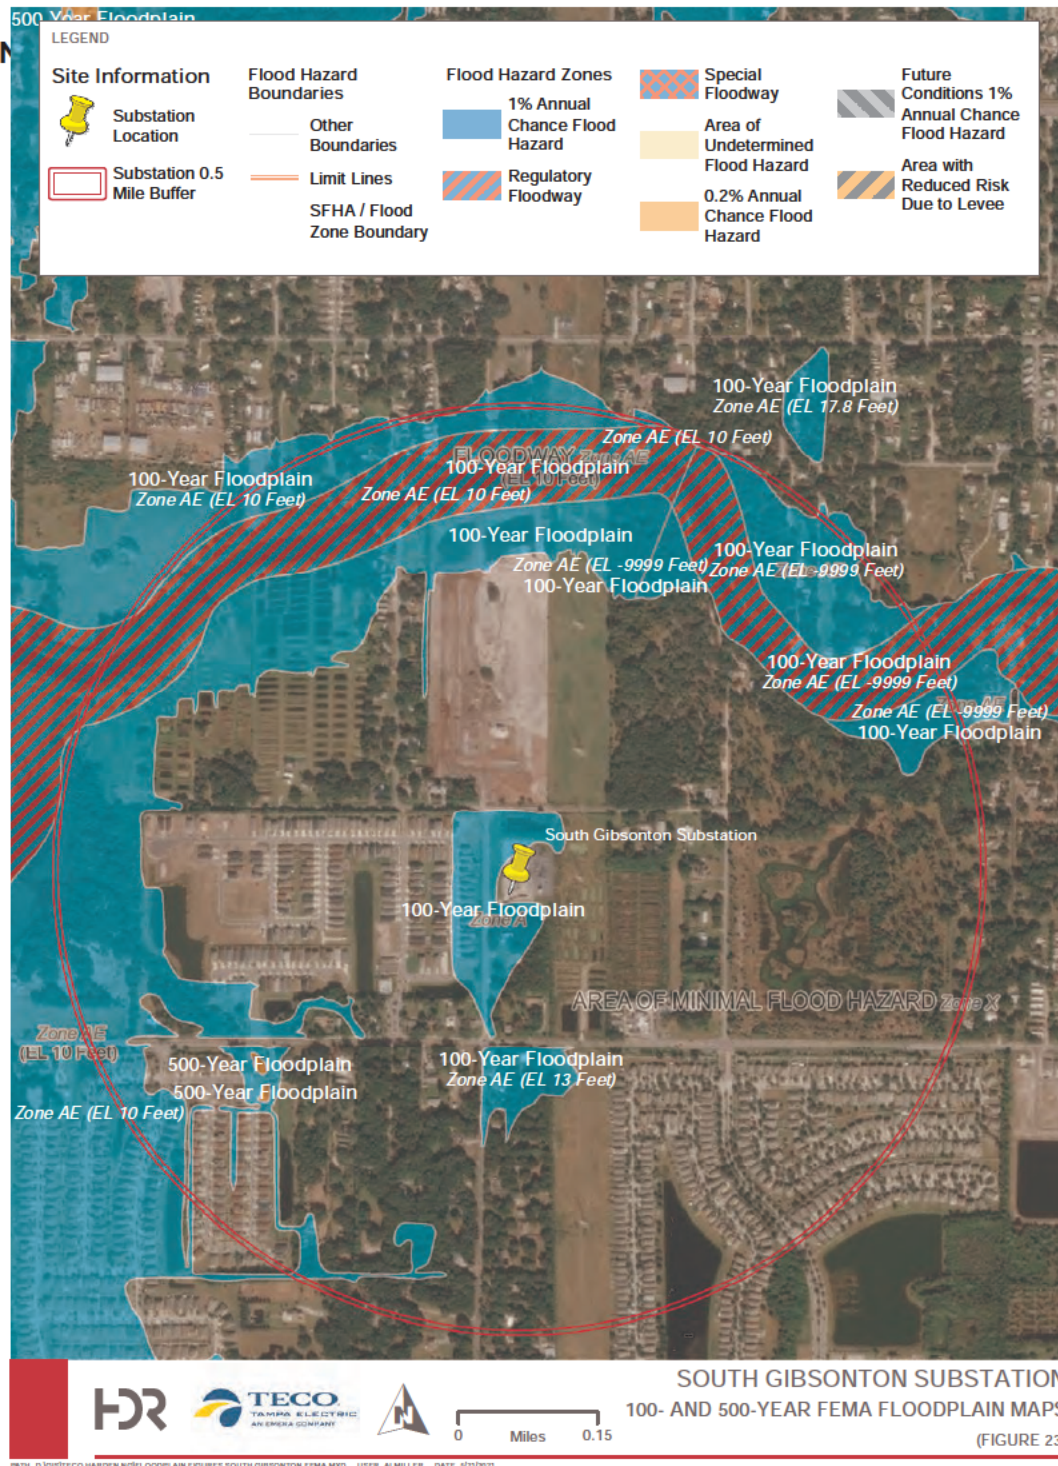 500 Year Floodplain
N
LEGEND
Site Information
Substation
Location
Substation 0.5
Mile Buffer
Flood Hazard
Boundaries
Other
Boundaries
Limit Lines
SFHA / Flood
Zone Boundary
Flood Hazard Zones
1% Annual
Chance Flood
Hazard
Regulatory
Floodway
Special
Floodway
Area of
Undetermined
Flood Hazard
0.2% Annual
Chance Flood
Hazard
Future
Conditions 1%
Annual Chance
Flood Hazard
Area with
Reduced Risk
Due to Levee
100-Year Floodplain
Zone AE (EL 17.8 Feet)
Zone AE (EL 10 Feet)
FLOODWAY Zone AE
(EL 10 Feet)
100-Year Floodplain
Zone AE (EL 10 Feet)
100-Year Floodplain
Zone AE (EL 10 Feet)
100-Year Floodplain
Zone AE (EL -9999 Feet)
100-Year Floodplain
100-Year Floodplain
Zone AE (EL -9999 Feet)
100-Year Floodplain
Zone AE (EL -9999 Feet)
Zone AE
Zone AE (EL -9999 Feet)
100-Year Floodplain
South Gibsonton Substation
100-Year Floodplain
Zone A
AREA OF MINIMAL FLOOD HAZARD Zone X
Zone AE
(EL 10 Feet)
500-Year Floodplain
500-Year Floodplain
Zone AE (EL 10 Feet)
100-Year Floodplain
Zone AE (EL 13 Feet)
HDR
TECO
TAMPA ELECTRIC
AN EMERA COMPANY
N
0 Miles 0.15
SOUTH GIBSONTON SUBSTATION
100- AND 500-YEAR FEMA FLOODPLAIN MAPS
(FIGURE 23